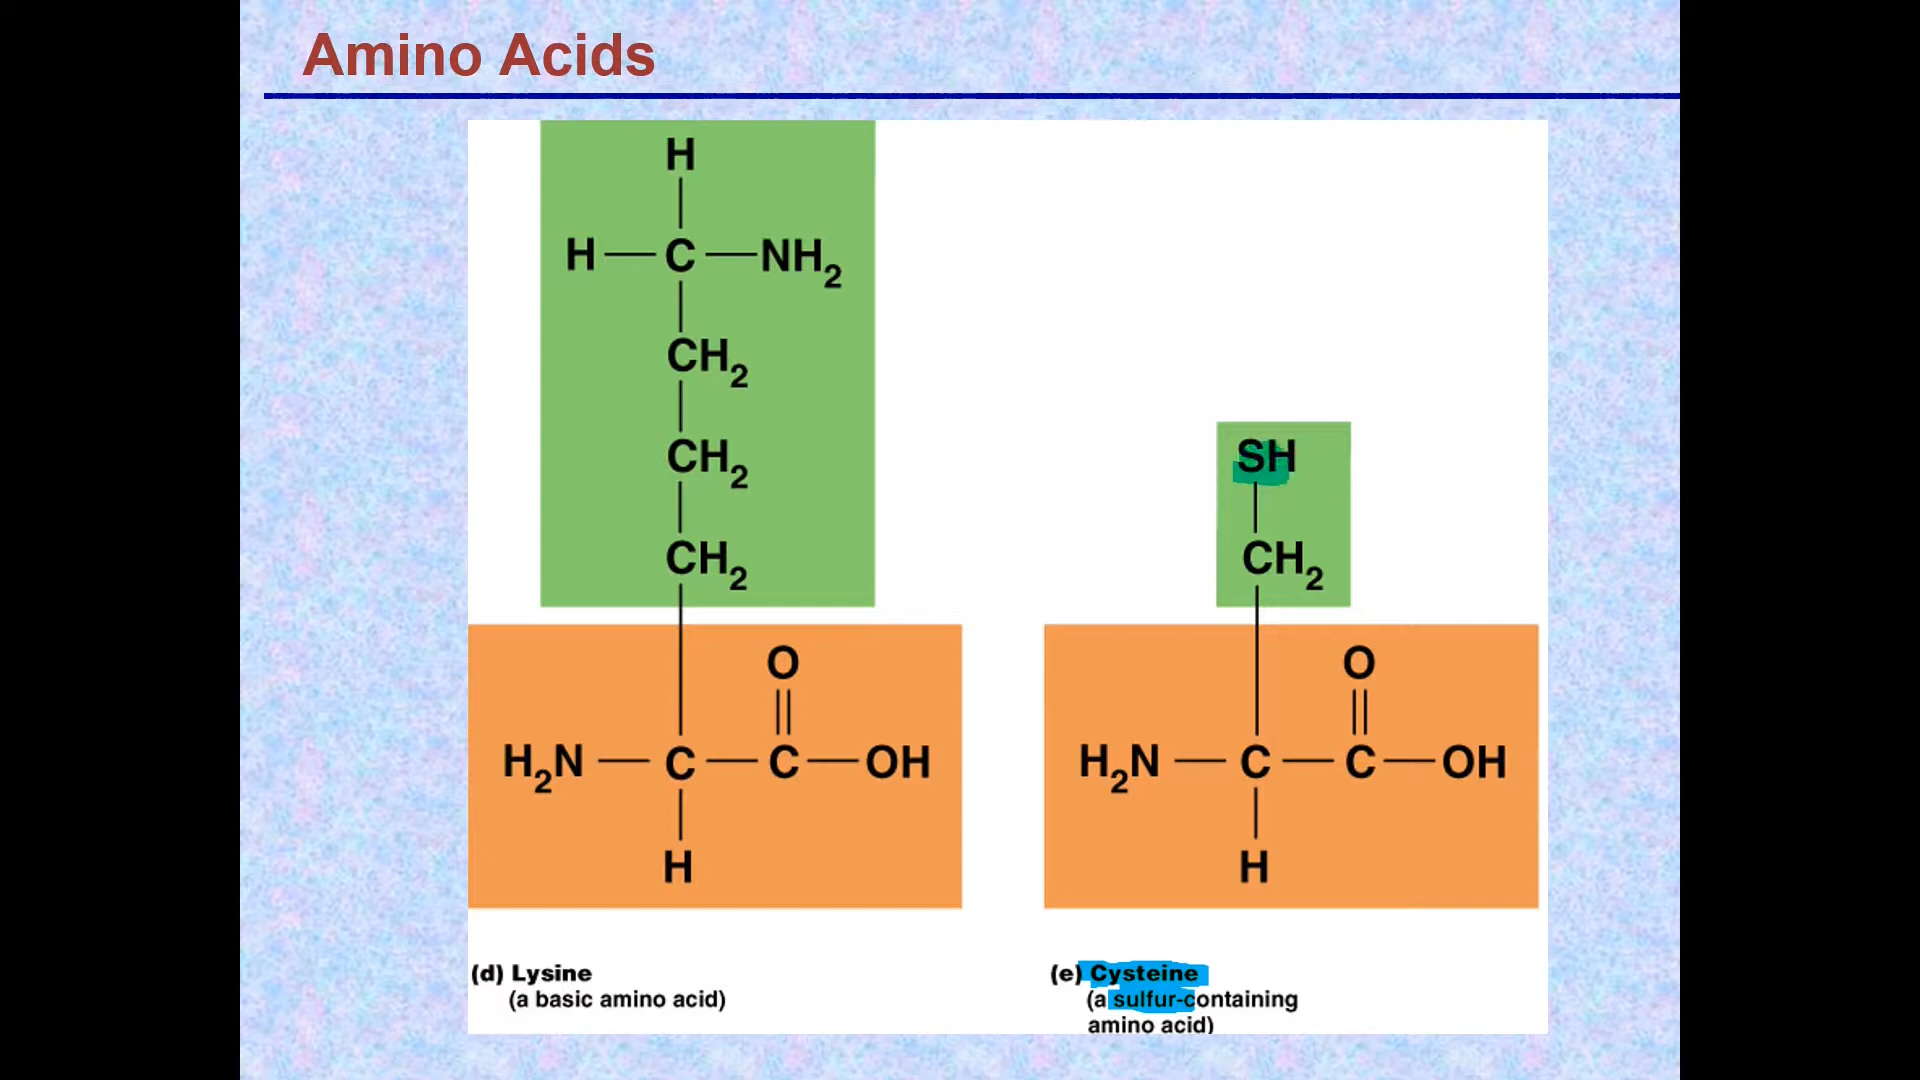 Amino Acids
H
H — C — NH₂
CH₂
CH₂
CH₂
O
H₂N — C — C — OH
H
(d) Lysine
(a basic amino acid)
SH
CH₂
O
H₂N — C — C — OH
H
(e) Cysteine
(a sulfur-containing
amino acid)